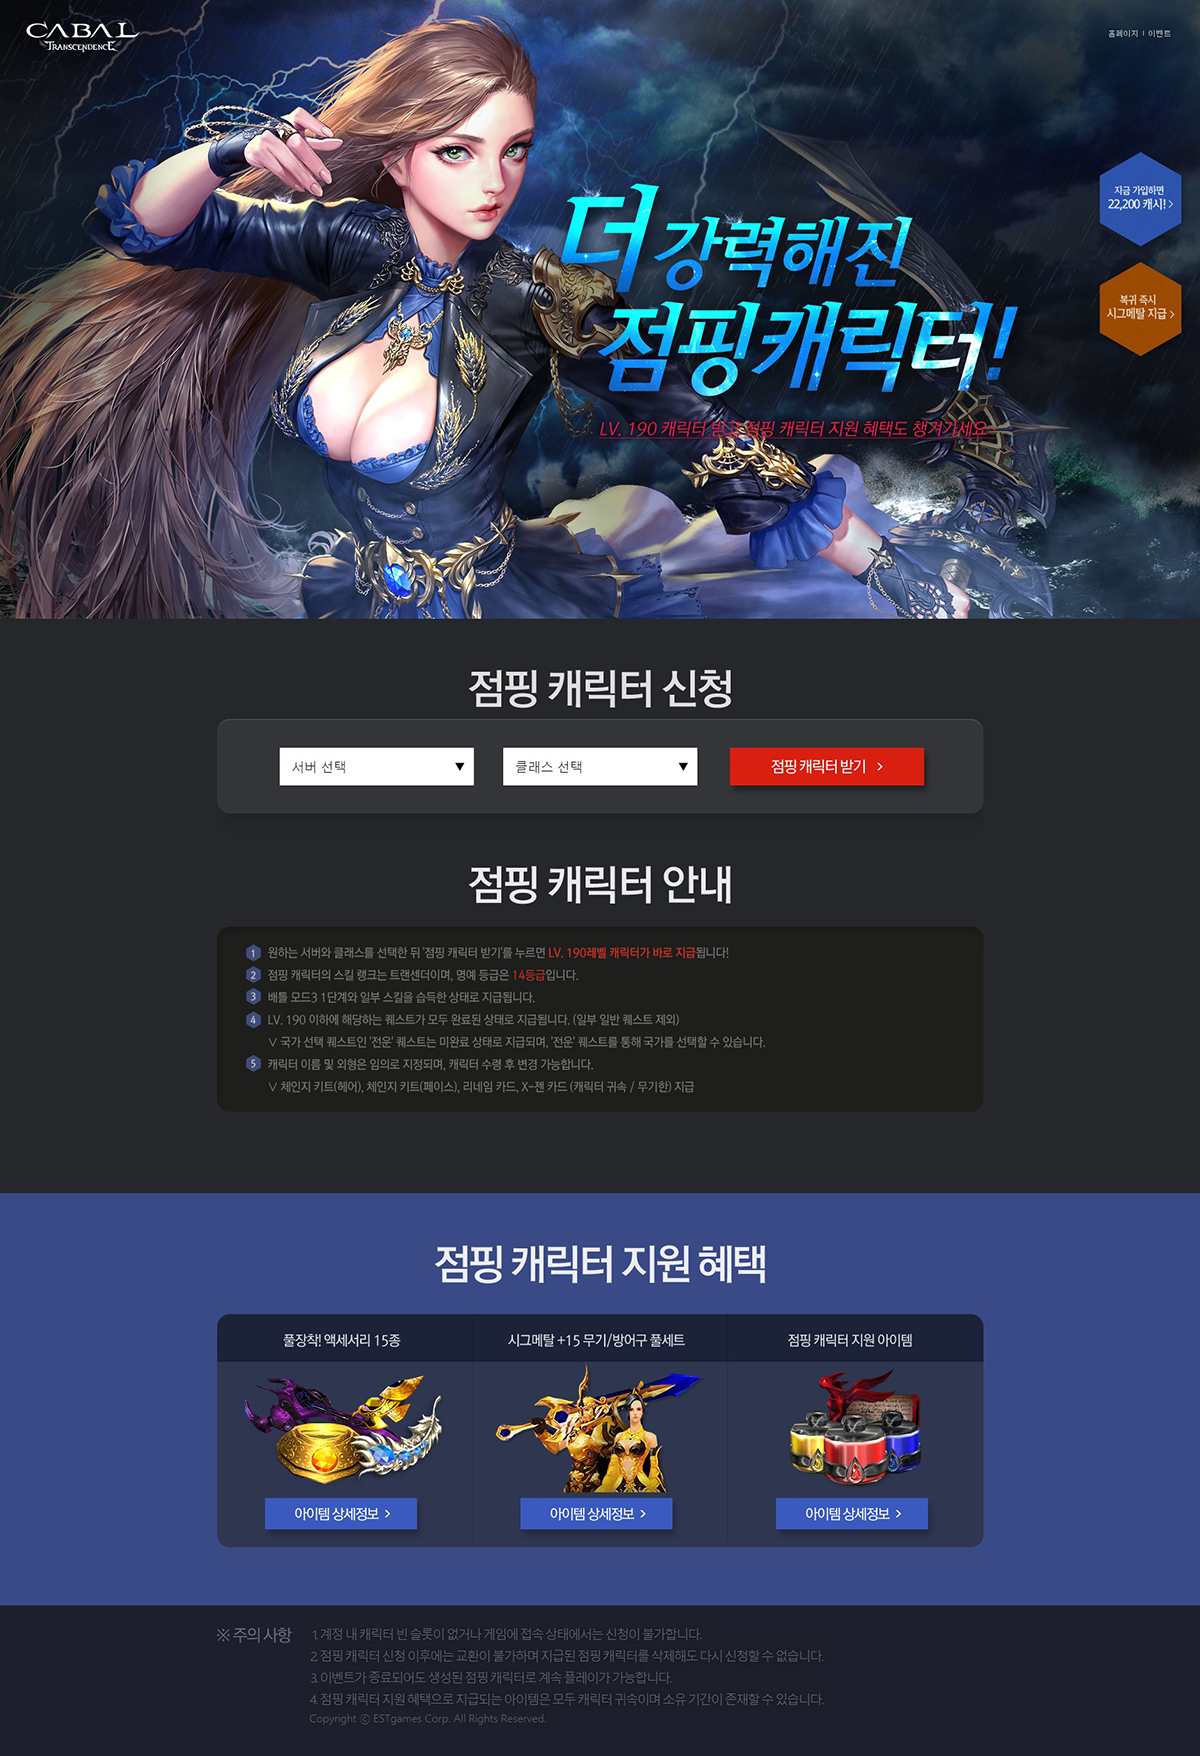 CABAL
TRANSCENDENCE
홈페이지 | 이벤트
지금 가입하면
22,200 캐시! >
복귀 즉시
시그메탈 지급 >
더 강력해진
점핑캐릭터!
LV. 190 캐릭터 받고 점핑 캐릭터 지원 혜택도 챙겨가세요
점핑 캐릭터 신청
서버 선택 ▼
클래스 선택 ▼
점핑 캐릭터 받기 >
점핑 캐릭터 안내
1 원하는 서버와 클래스를 선택한 뒤 '점핑 캐릭터 받기'를 누르면 LV. 190레벨 캐릭터가 바로 지급됩니다!
2 점핑 캐릭터의 스킬 랭크는 트랜센더이며, 명예 등급은 14등급입니다.
3 배틀 모드3 1단계와 일부 스킬을 습득한 상태로 지급됩니다.
4 LV. 190 이하에 해당하는 퀘스트가 모두 완료된 상태로 지급됩니다. (일부 일반 퀘스트 제외)
∨ 국가 선택 퀘스트인 '전운' 퀘스트는 미완료 상태로 지급되며, '전운' 퀘스트를 통해 국가를 선택할 수 있습니다.
5 캐릭터 이름 및 외형은 임의로 지정되며, 캐릭터 수령 후 변경 가능합니다.
∨ 체인지 키트(헤어), 체인지 키트(페이스), 리네임 카드, X-젠 카드 (캐릭터 귀속 / 무기한) 지급
점핑 캐릭터 지원 혜택
풀장착! 액세서리 15종
시그메탈 +15 무기/방어구 풀세트
점핑 캐릭터 지원 아이템
아이템 상세정보 >
아이템 상세정보 >
아이템 상세정보 >
※ 주의 사항
1. 계정 내 캐릭터 빈 슬롯이 없거나 게임에 접속 상태에서는 신청이 불가합니다.
2. 점핑 캐릭터 신청 이후에는 교환이 불가하며 지급된 점핑 캐릭터를 삭제해도 다시 신청할 수 없습니다.
3. 이벤트가 종료되어도 생성된 점핑 캐릭터로 계속 플레이가 가능합니다.
4. 점핑 캐릭터 지원 혜택으로 지급되는 아이템은 모두 캐릭터 귀속이며 소유 기간이 존재할 수 있습니다.
Copyright ⓒ ESTgames Corp. All Rights Reserved.